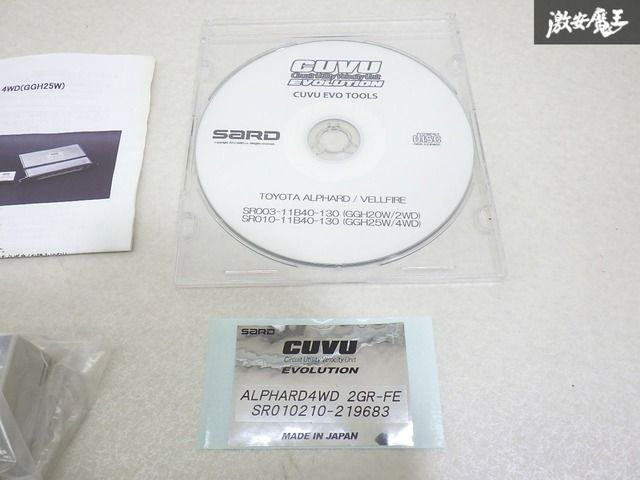 激安魔王
4WD(GGH25W)
CUVU
Circuit Utility Velocity Unit
EVOLUTION
CUVU EVO TOOLS
SARD
COMPACT
disc
TOYOTA ALPHARD / VELLFIRE
SR003-11B40-130 (GGH20W/2WD)
SR010-11B40-130 (GGH25W/4WD)
SARD
CUVU
Circuit Utility Velocity Unit
EVOLUTION
ALPHARD4WD 2GR-FE
SR010210-219683
MADE IN JAPAN